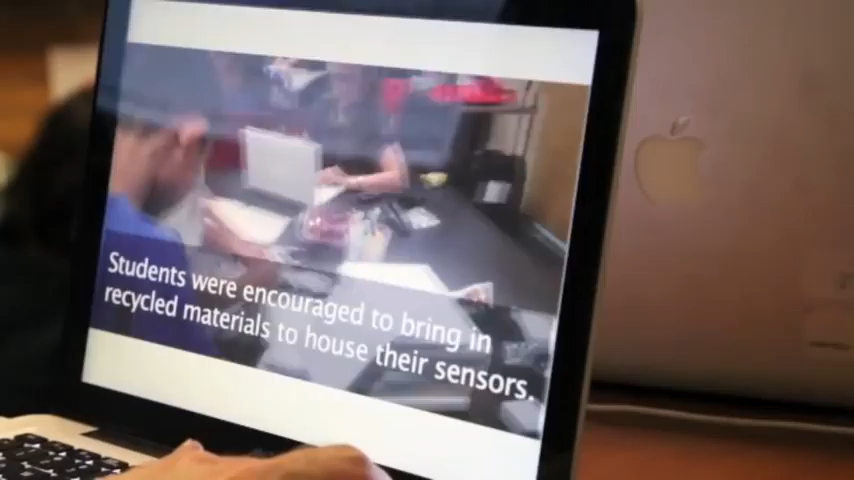 Students were encouraged to bring in
recycled materials to house their sensors.